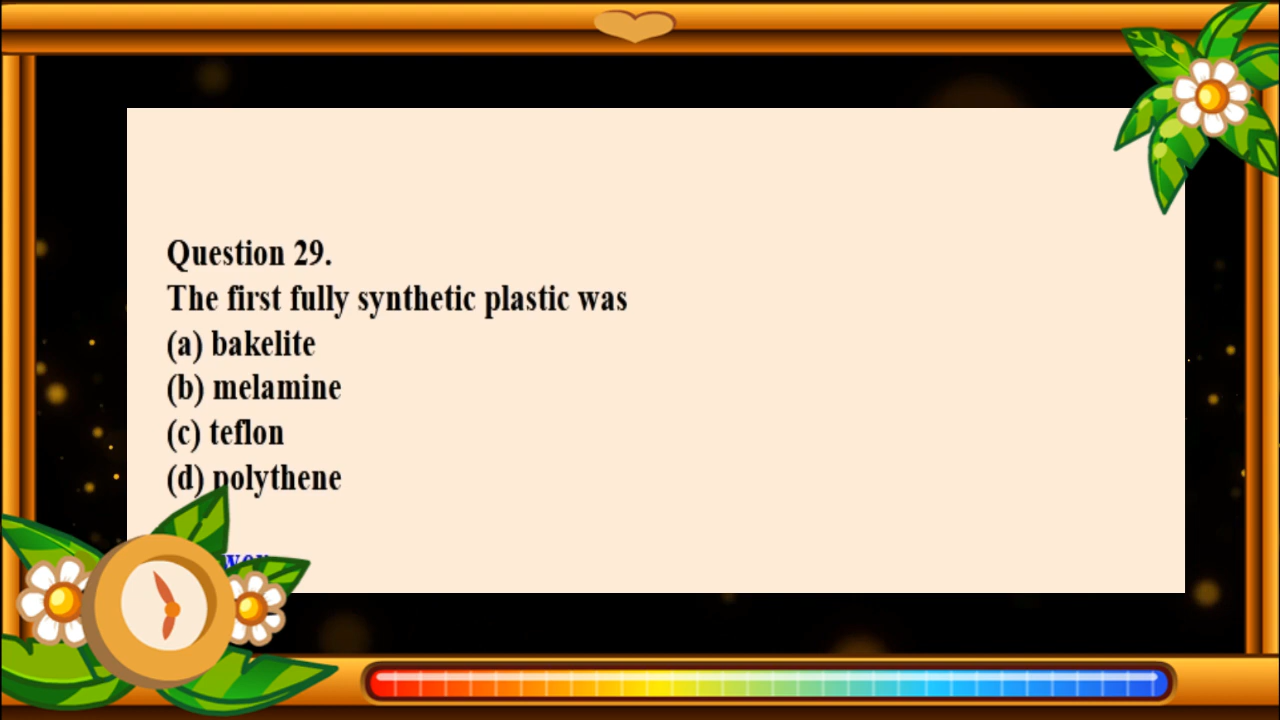 Question 29.
The first fully synthetic plastic was
(a) bakelite
(b) melamine
(c) teflon
(d) polythene